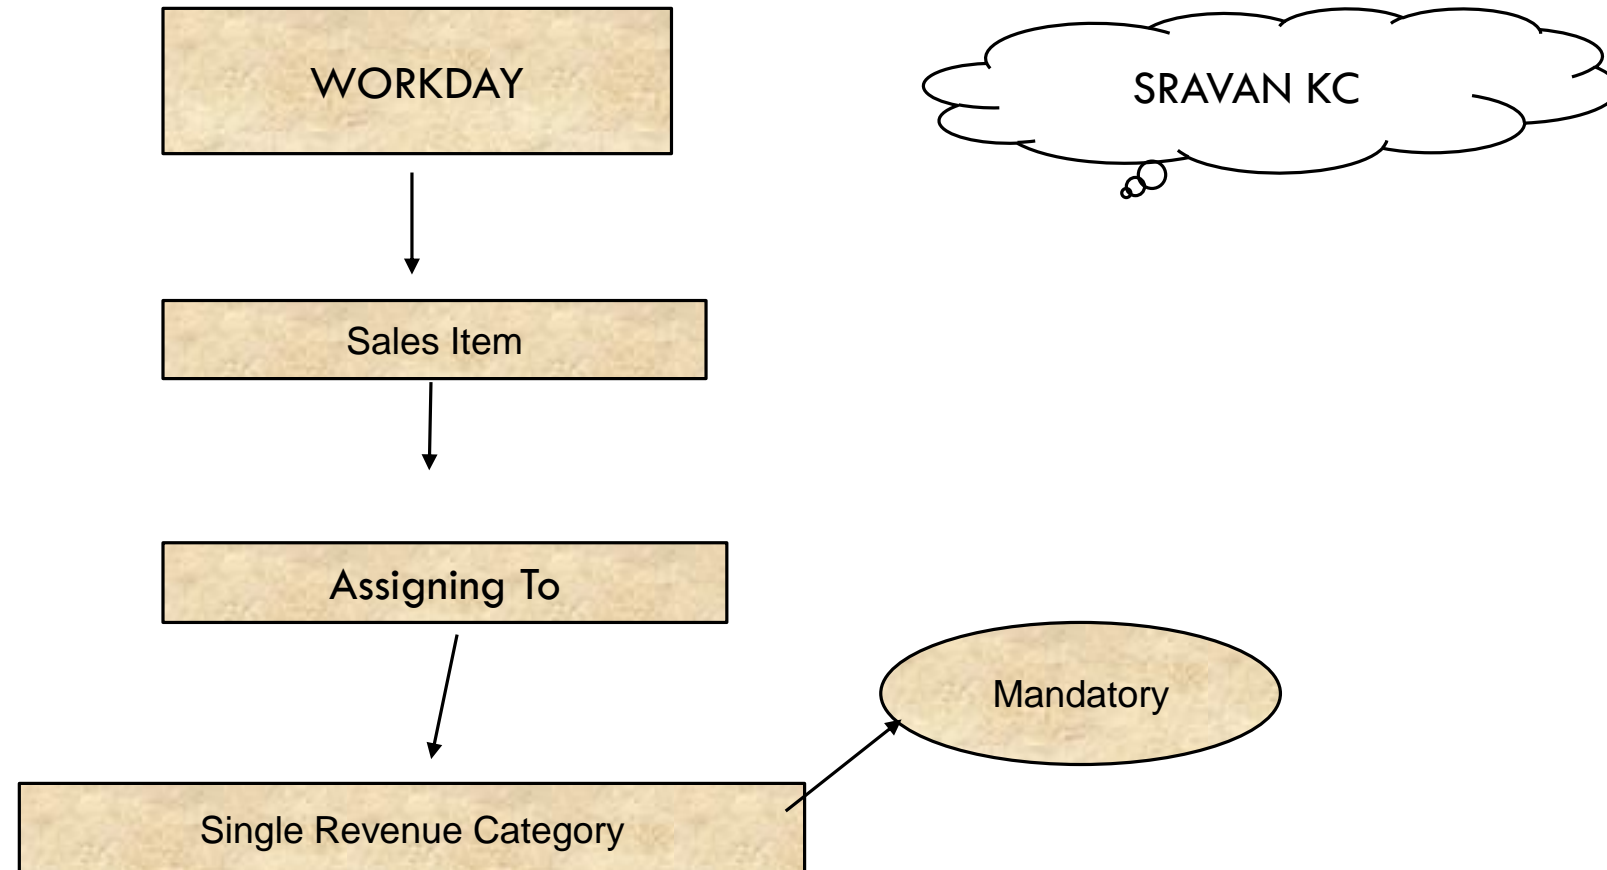 WORKDAY
SRAVAN KC
Sales Item
Assigning To
Mandatory
Single Revenue Category